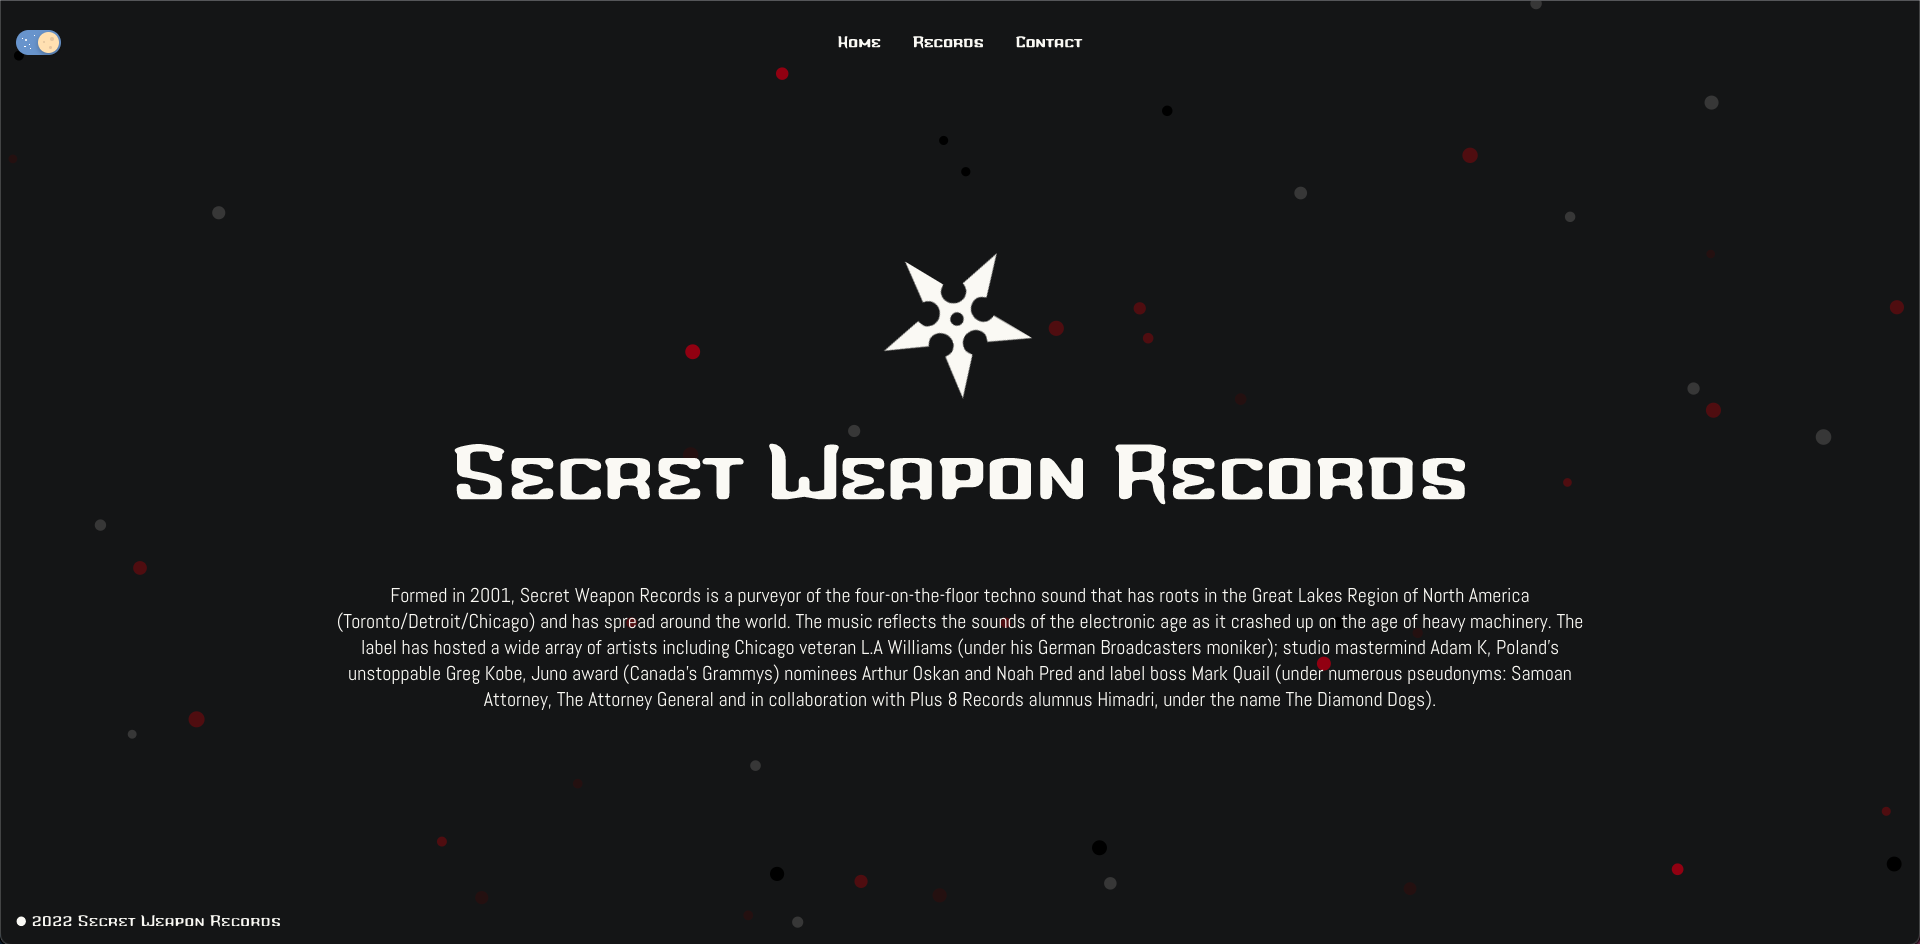 Home Records Contact
Secret Weapon Records
Formed in 2001, Secret Weapon Records is a purveyor of the four-on-the-floor techno sound that has roots in the Great Lakes Region of North America
(Toronto/Detroit/Chicago) and has spread around the world. The music reflects the sounds of the electronic age as it crashed up on the age of heavy machinery. The
label has hosted a wide array of artists including Chicago veteran L.A Williams (under his German Broadcasters moniker); studio mastermind Adam K, Poland's
unstoppable Greg Kobe, Juno award (Canada's Grammys) nominees Arthur Oskan and Noah Pred and label boss Mark Quail (under numerous pseudonyms: Samoan
Attorney, The Attorney General and in collaboration with Plus 8 Records alumnus Himadri, under the name The Diamond Dogs).
● 2022 Secret Weapon Records